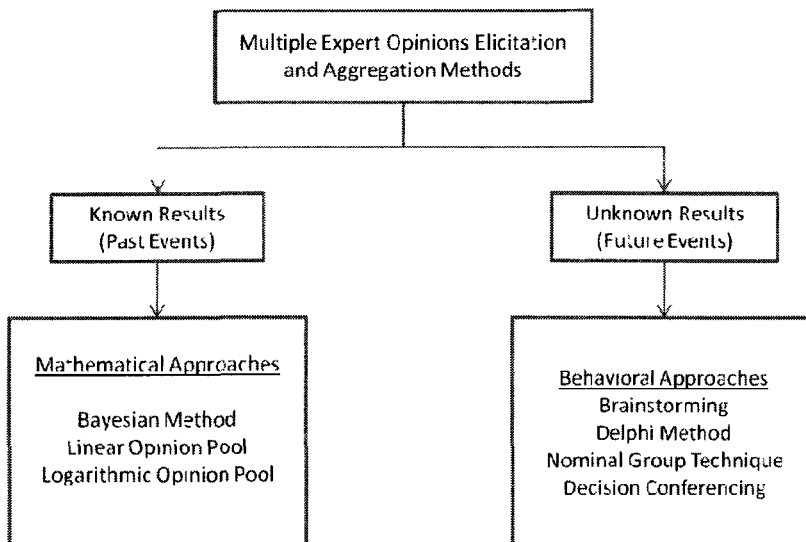 Multiple Expert Opinions Elicitation
and Aggregation Methods
Known Results
(Past Events)
Unknown Results
(Future Events)
Mathematical Approaches
Bayesian Method
Linear Opinion Pool
Logarithmic Opinion Pool
Behavioral Approaches
Brainstorming
Delphi Method
Nominal Group Technique
Decision Conferencing